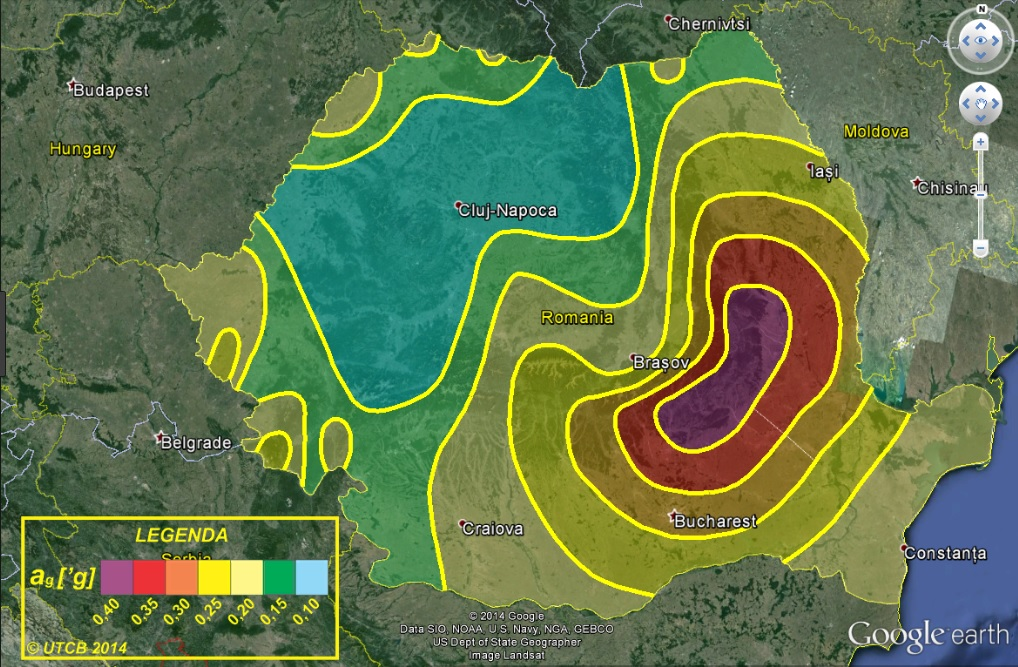 Chernivtsi
N
Budapest
Hungary
Moldova
Iași
Chisinau
Cluj-Napoca
Romania
Brașov
Belgrade
Craiova
Bucharest
Constanța
LEGENDA
Serbia
ag ['g]
0,40 0,35 0,30 0,25 0,20 0,15 0,10
© UTCB 2014
© 2014 Google
Data SIO, NOAA, U.S. Navy, NGA, GEBCO
US Dept of State Geographer
Image Landsat
Google earth